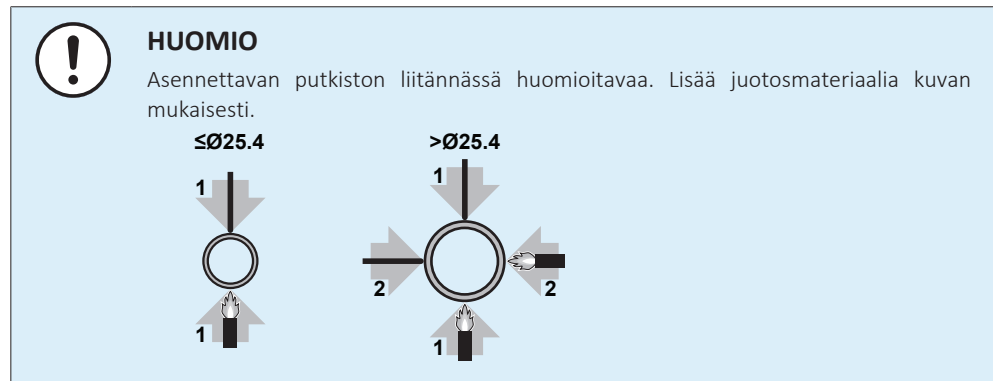 HUOMIO
Asennettavan putkiston liitännässä huomioitavaa. Lisää juotosmateriaalia kuvan
mukaisesti.
≤Ø25.4
>Ø25.4
1
1
1
2
2
1